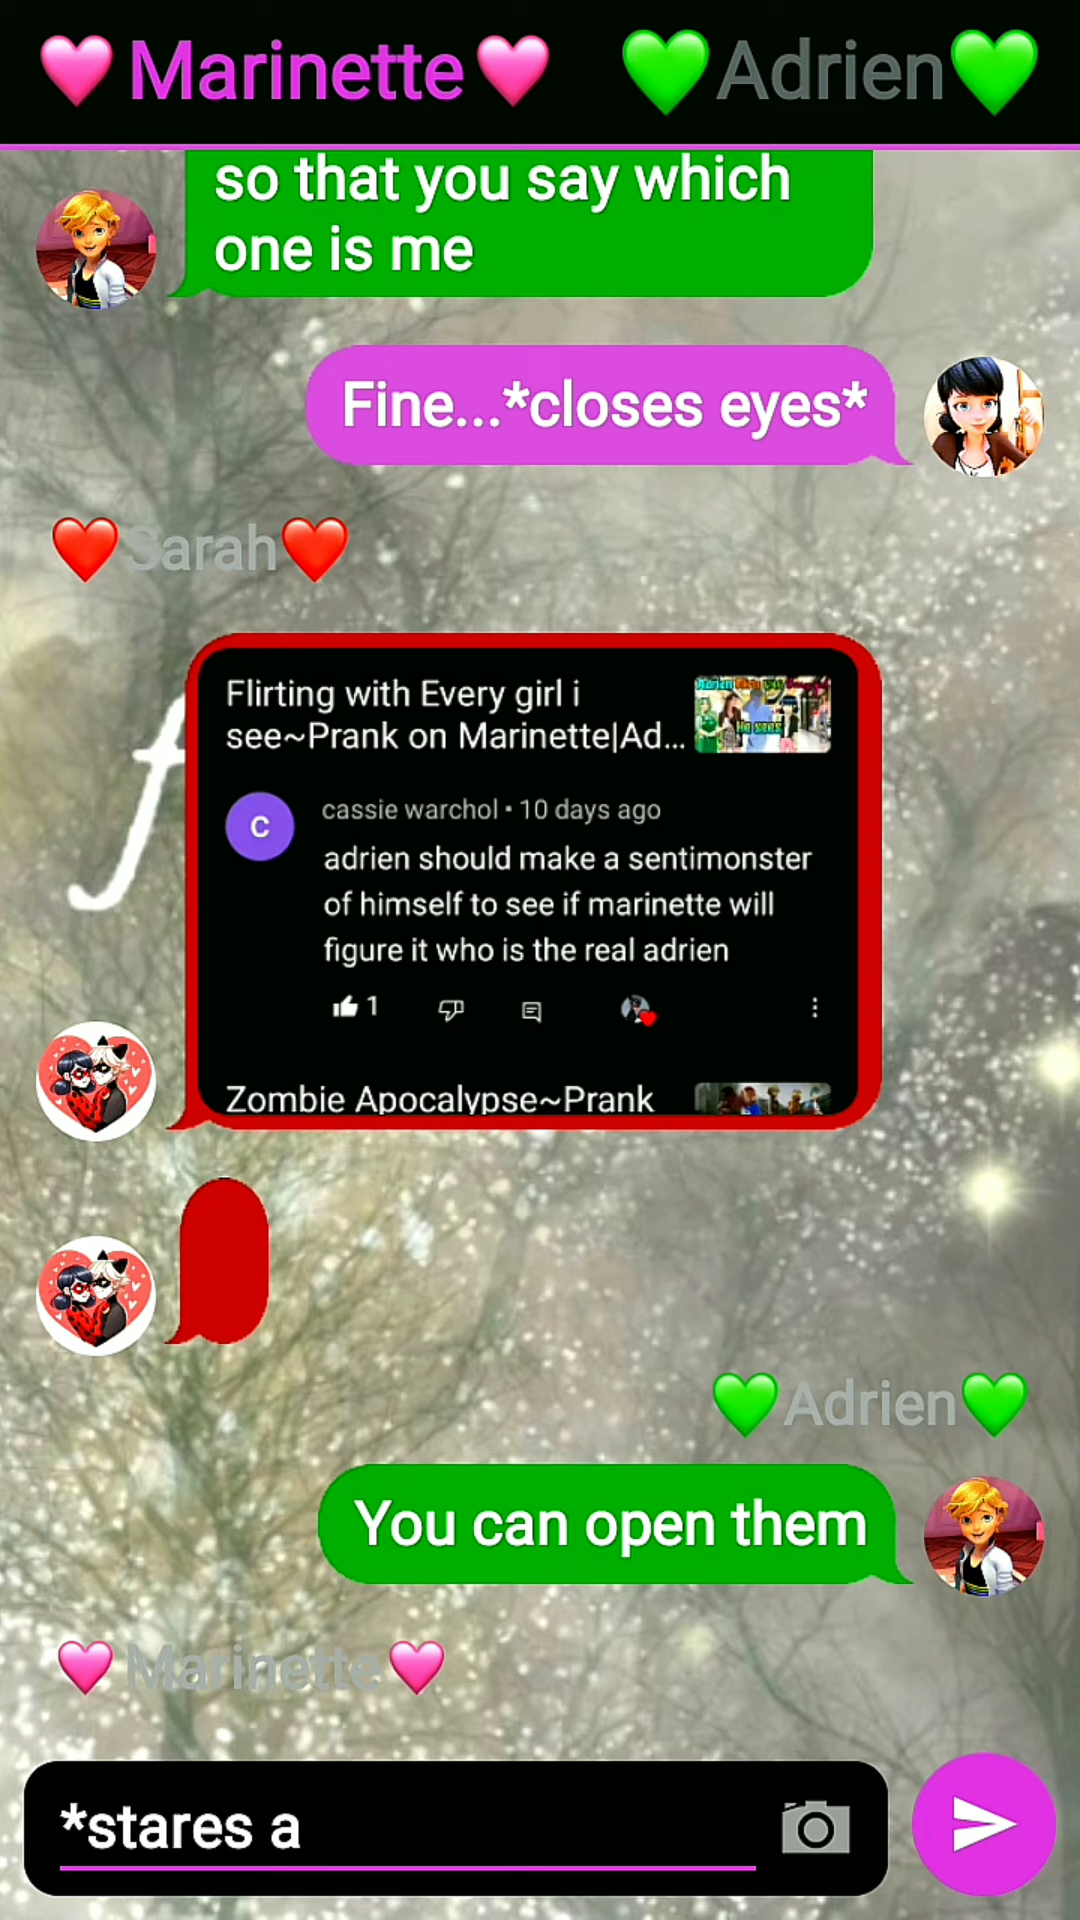 Marinette
Adrien
so that you say which
one is me
Fine...*closes eyes*
Sarah
Flirting with Every girl i
see~Prank on Marinette|Ad...
He sees
C
cassie warchol • 10 days ago
adrien should make a sentimonster
of himself to see if marinette will
figure it who is the real adrien
1
Zombie Apocalypse~Prank
f
Adrien
You can open them
Marinette
*stares a